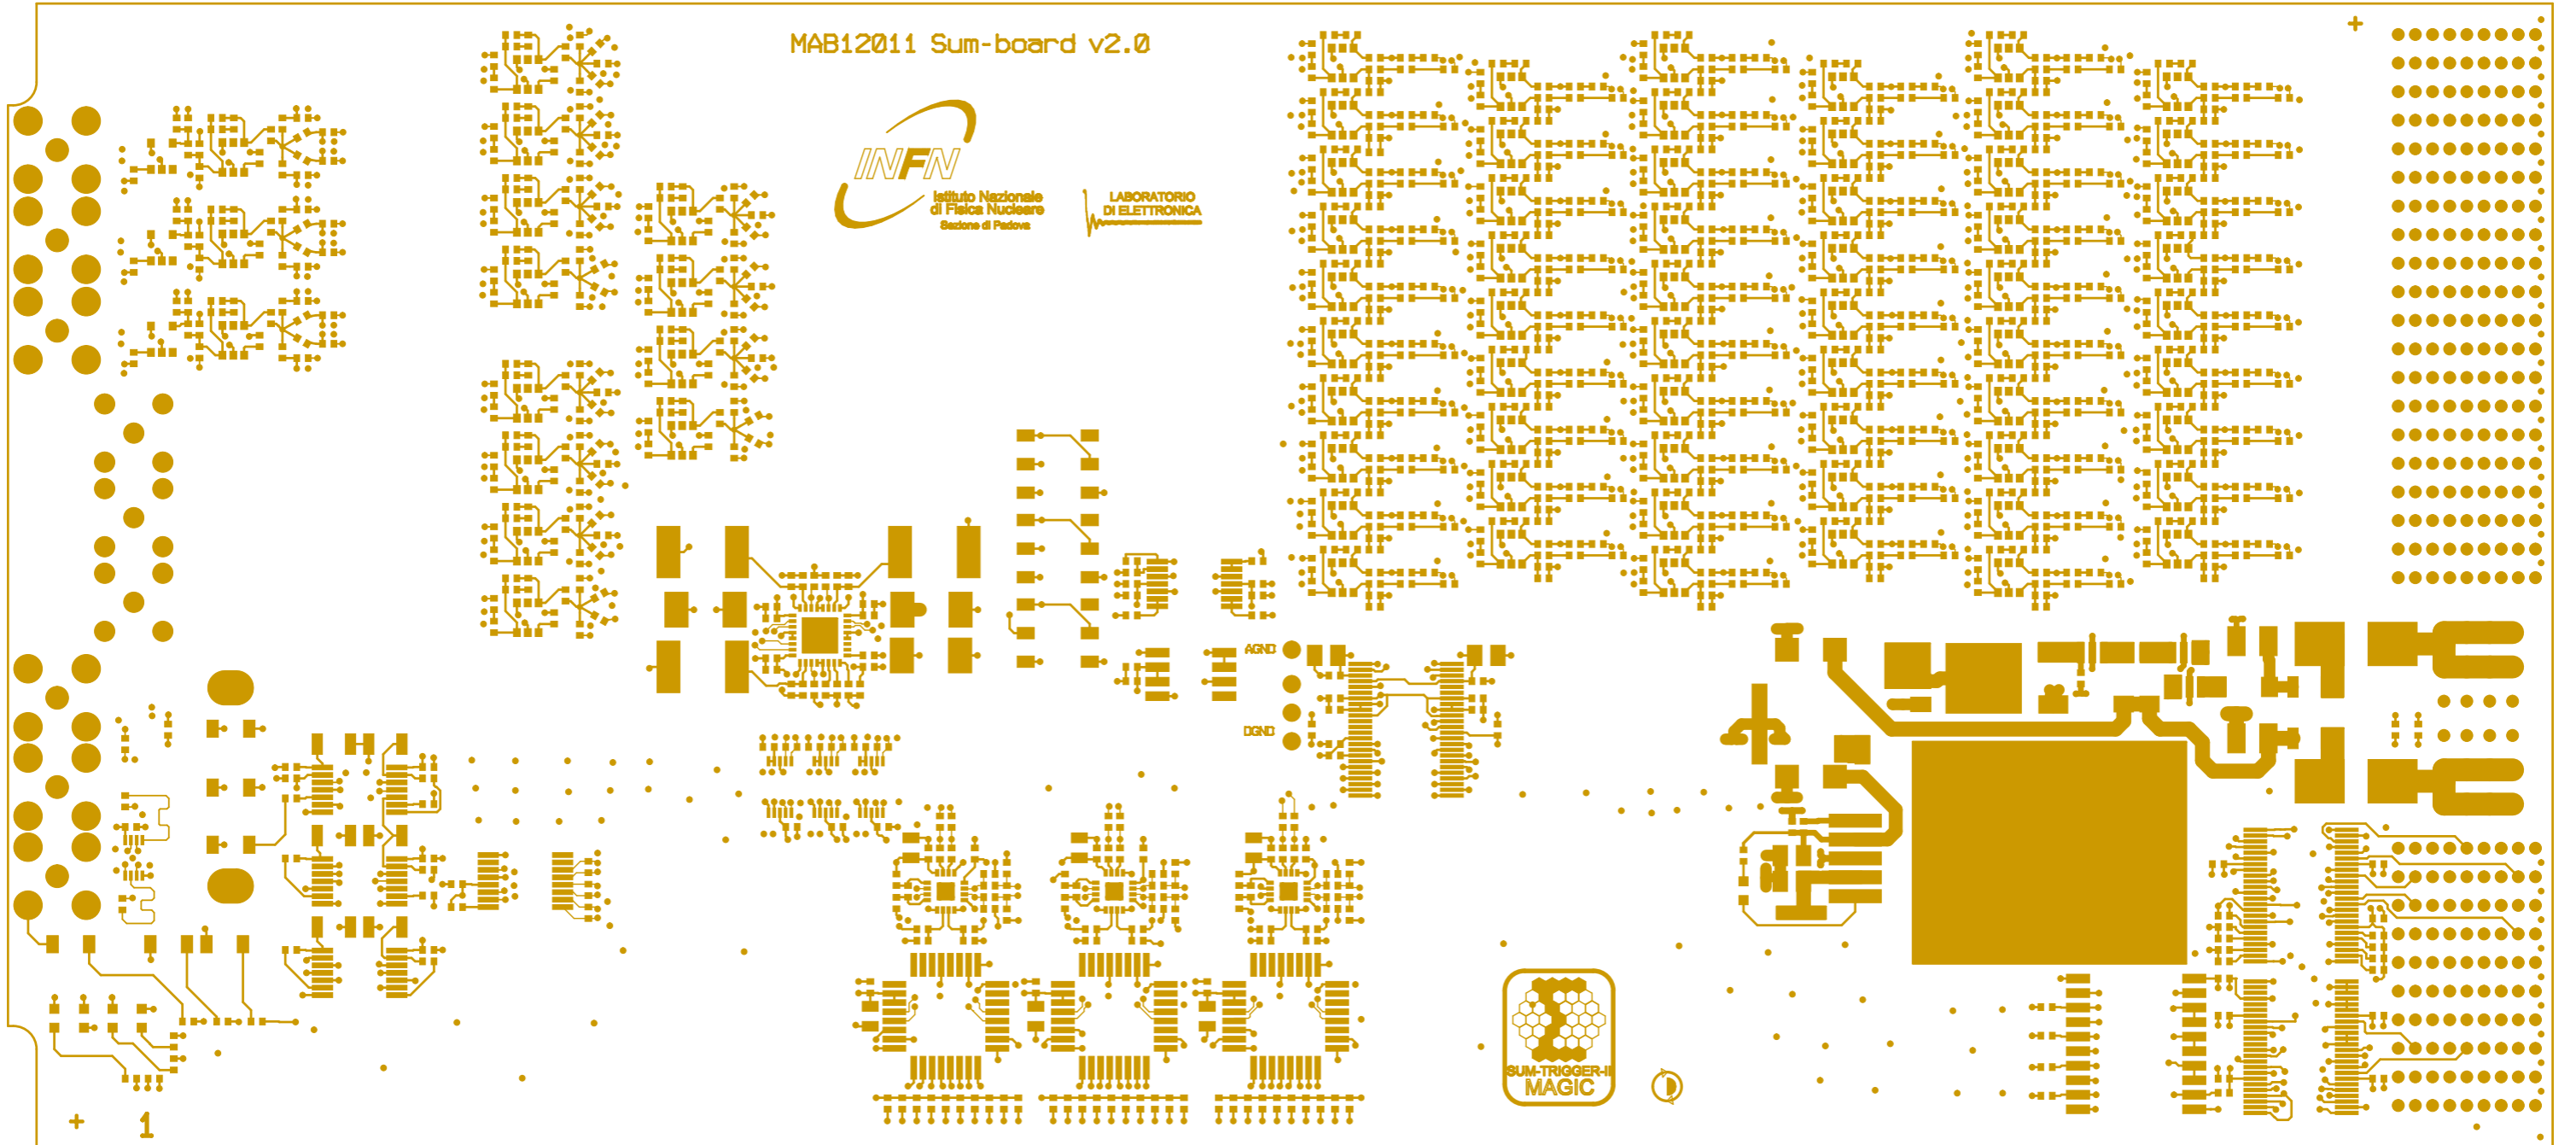 MAB12011 Sum-board v2.0
INFN
Istituto Nazionale
di Fisica Nucleare
Sezione di Padova
LABORATORIO
DI ELETTRONICA
AGND
DGND
SUM-TRIGGER-II
MAGIC
1